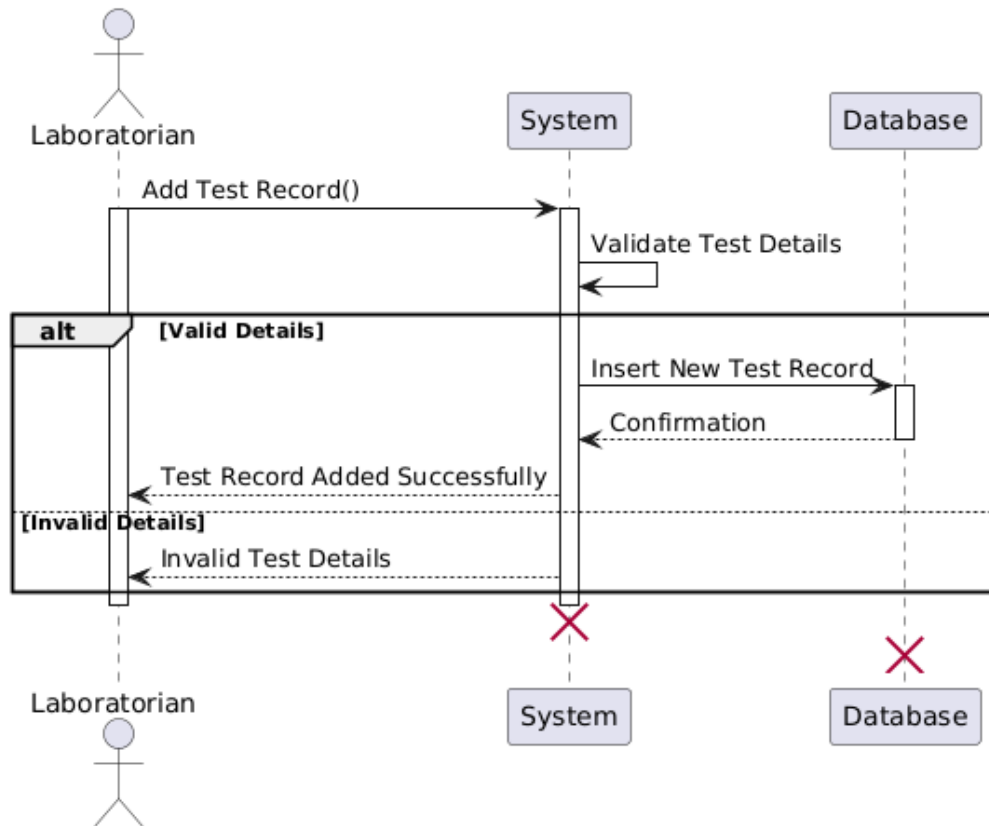 Laboratorian
System
Database
Add Test Record()
Validate Test Details
alt
[Valid Details]
Insert New Test Record
Confirmation
Test Record Added Successfully
[Invalid Details]
Invalid Test Details
Laboratorian
System
Database